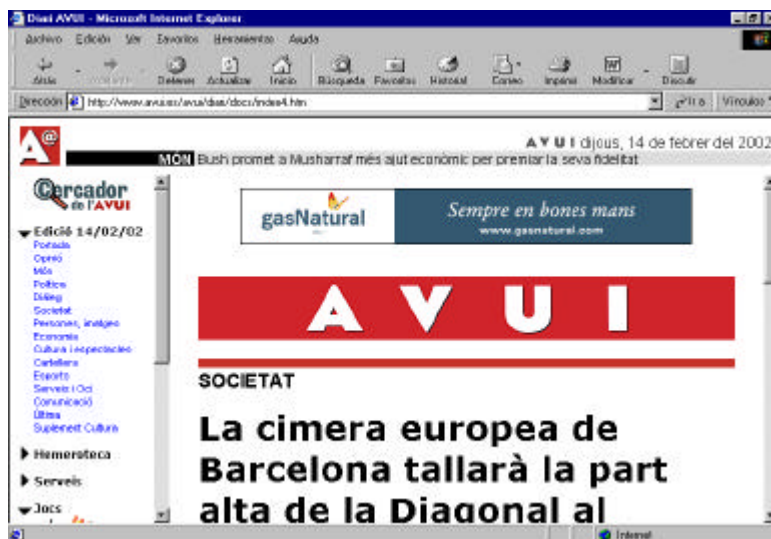 Diari AVUI - Microsoft Internet Explorer
Archivo Edición Ver Favoritos Herramientas Ayuda
Atrás Detener Actualizar Inicio Búsqueda Favoritos Historial Correo Imprimir Modificar Discutir
Dirección http://www.avui.es/avui/diari/docs/index4.htm Ir a Vínculos
A@
AVUI dijous, 14 de febrer del 2002
MÓN Bush promet a Musharraf més ajut econòmic per premiar la seva fidelitat
Cercador
de l'AVUI
Edició 14/02/02
Portada
Opinió
Món
Política
Diàleg
Societat
Persones, imatges
Economia
Cultura i espectacles
Cartellera
Esports
Serveis i Oci
Comunicació
Última
Suplement Cultura
Hemeroteca
Serveis
Jocs
gasNatural
Sempre en bones mans
www.gasnatural.com
AVUI
SOCIETAT
La cimera europea de
Barcelona tallarà la part
alta de la Diagonal al
Internet